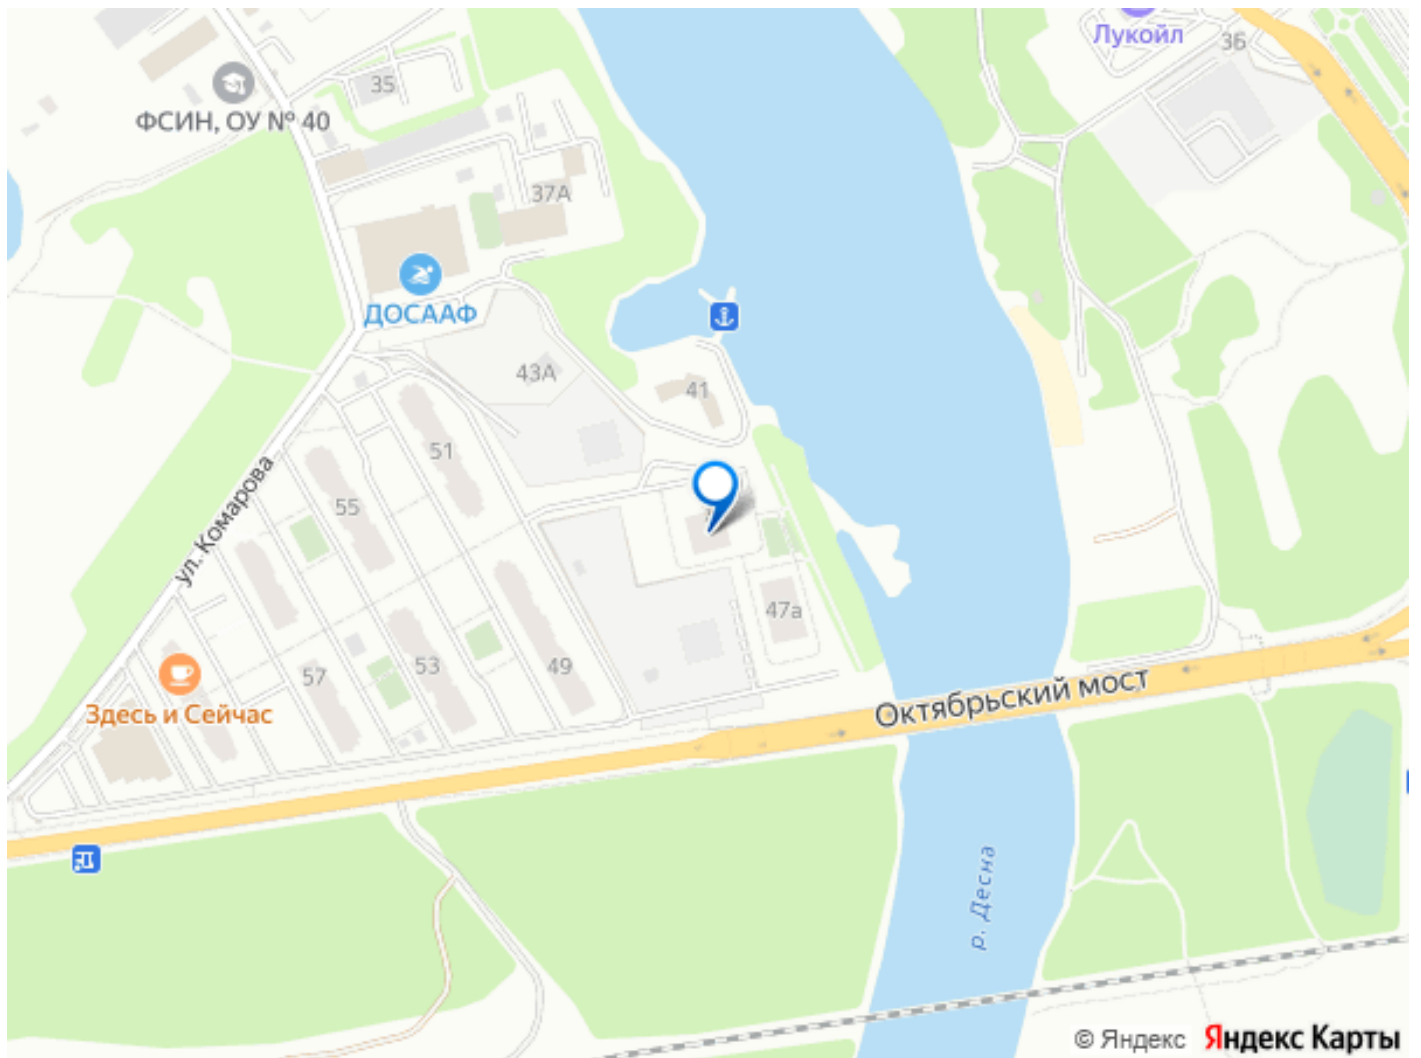 Лукойл
36
35
ФСИН, ОУ № 40
37А
ДОСААФ
43А
41
51
ул. Комарова
55
47а
57
53
49
Здесь и Сейчас
Октябрьский мост
р. Десна
© Яндекс Яндекс Карты